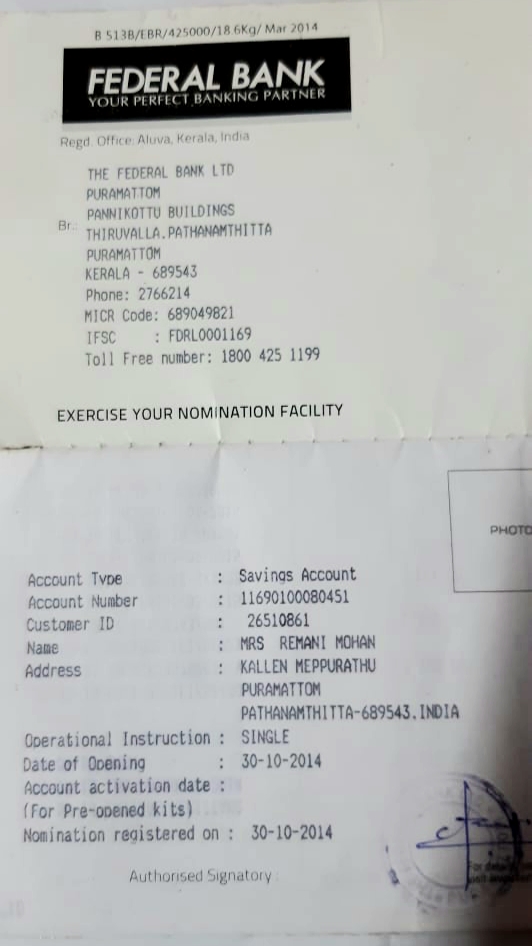 B 513B/EBR/425000/18.6Kg/ Mar 2014
FEDERAL BANK
YOUR PERFECT BANKING PARTNER
Regd. Office: Aluva, Kerala, India
THE FEDERAL BANK LTD
PURAMATTOM
PANNIKOTTU BUILDINGS
Br.: THIRUVALLA.PATHANAMTHITTA
PURAMATTOM
KERALA - 689543
Phone: 2766214
MICR Code: 689049821
IFSC : FDRL0001169
Toll Free number: 1800 425 1199
EXERCISE YOUR NOMINATION FACILITY
PHOTO
Account Type : Savings Account
Account Number : 11690100080451
Customer ID : 26510861
Name : MRS REMANI MOHAN
Address : KALLEN MEPPURATHU
PURAMATTOM
PATHANAMTHITTA-689543.INDIA
Operational Instruction : SINGLE
Date of Opening : 30-10-2014
Account activation date :
(For Pre-opened kits)
Nomination registered on : 30-10-2014
Authorised Signatory